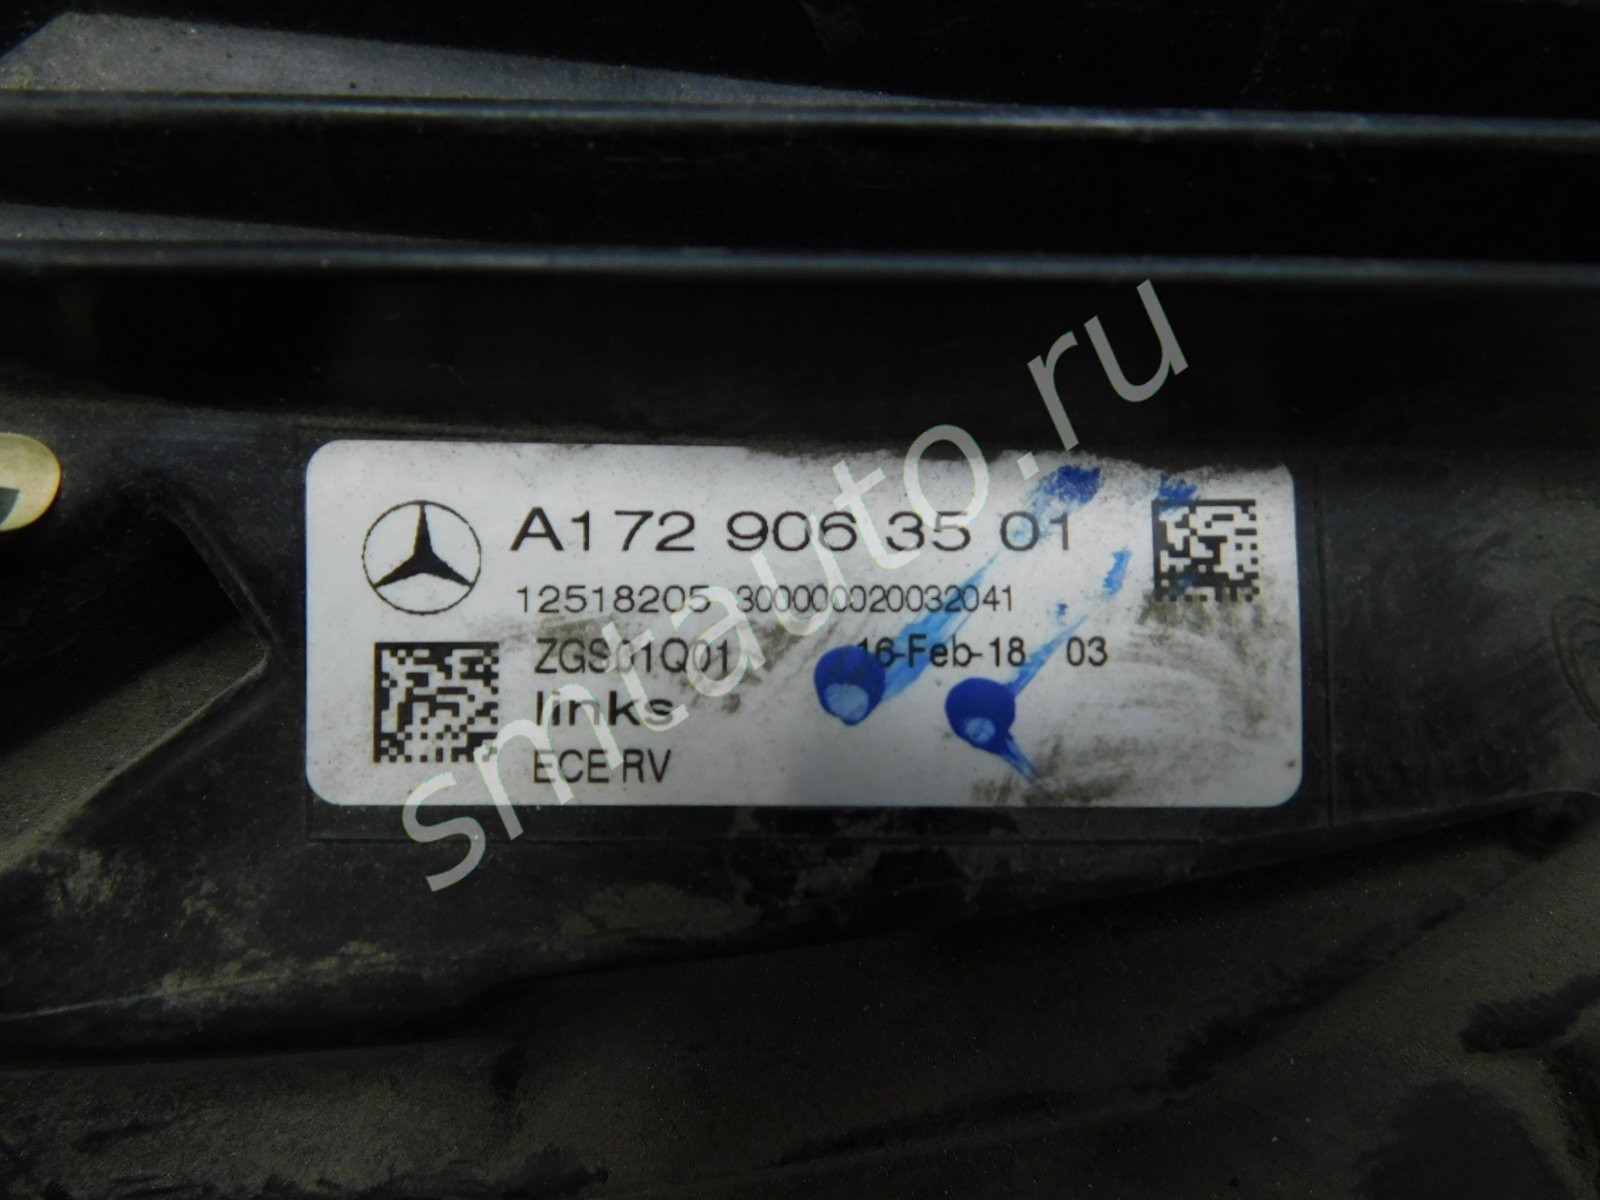 A172 906 35 01
12518205 300000020032041
ZGS01Q01 16-Feb-18 03
links
ECE RV
smtauto.ru